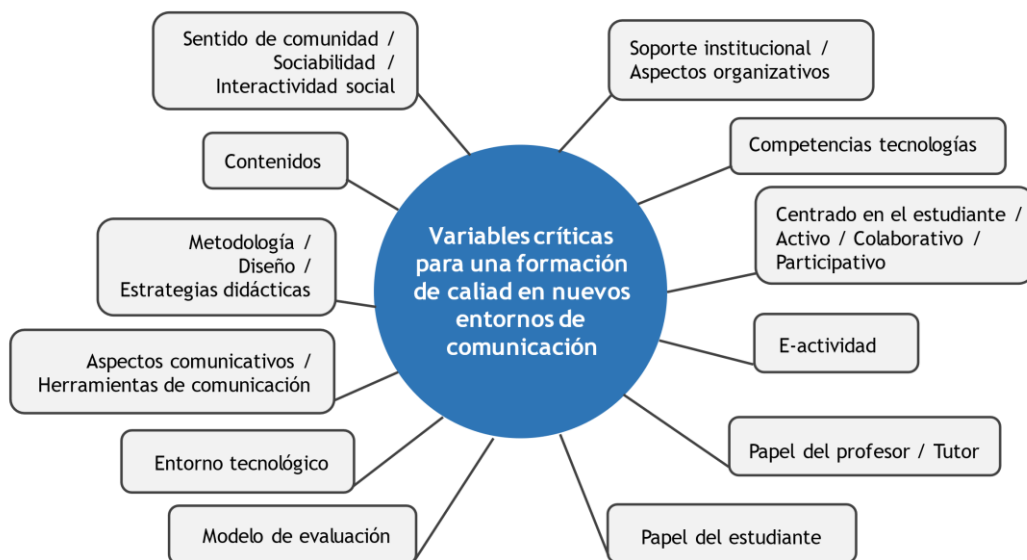 Sentido de comunidad /
Sociabilidad /
Interactividad social
Soporte institucional /
Aspectos organizativos
Contenidos
Competencias tecnologías
Metodología /
Diseño /
Estrategias didácticas
Variables críticas
para una formación
de caliad en nuevos
entornos de
comunicación
Centrado en el estudiante /
Activo / Colaborativo /
Participativo
Aspectos comunicativos /
Herramientas de comunicación
E-actividad
Entorno tecnológico
Papel del profesor / Tutor
Modelo de evaluación
Papel del estudiante